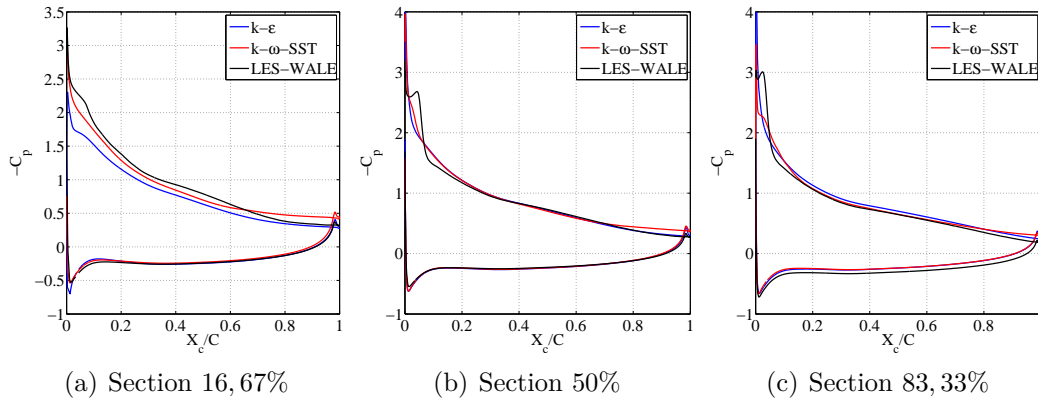 3.5
3
2.5
2
1.5
1
0.5
0
−0.5
−1
−C_p
0 0.2 0.4 0.6 0.8 1
X_c/C
k−ε
k−ω−SST
LES−WALE
(a) Section 16,67%
4
3
2
1
0
−1
−C_p
0 0.2 0.4 0.6 0.8 1
X_c/C
k−ε
k−ω−SST
LES−WALE
(b) Section 50%
4
3
2
1
0
−1
−C_p
0 0.2 0.4 0.6 0.8
X_c/C
k−ε
k−ω−SST
LES−WALE
(c) Section 83,33%